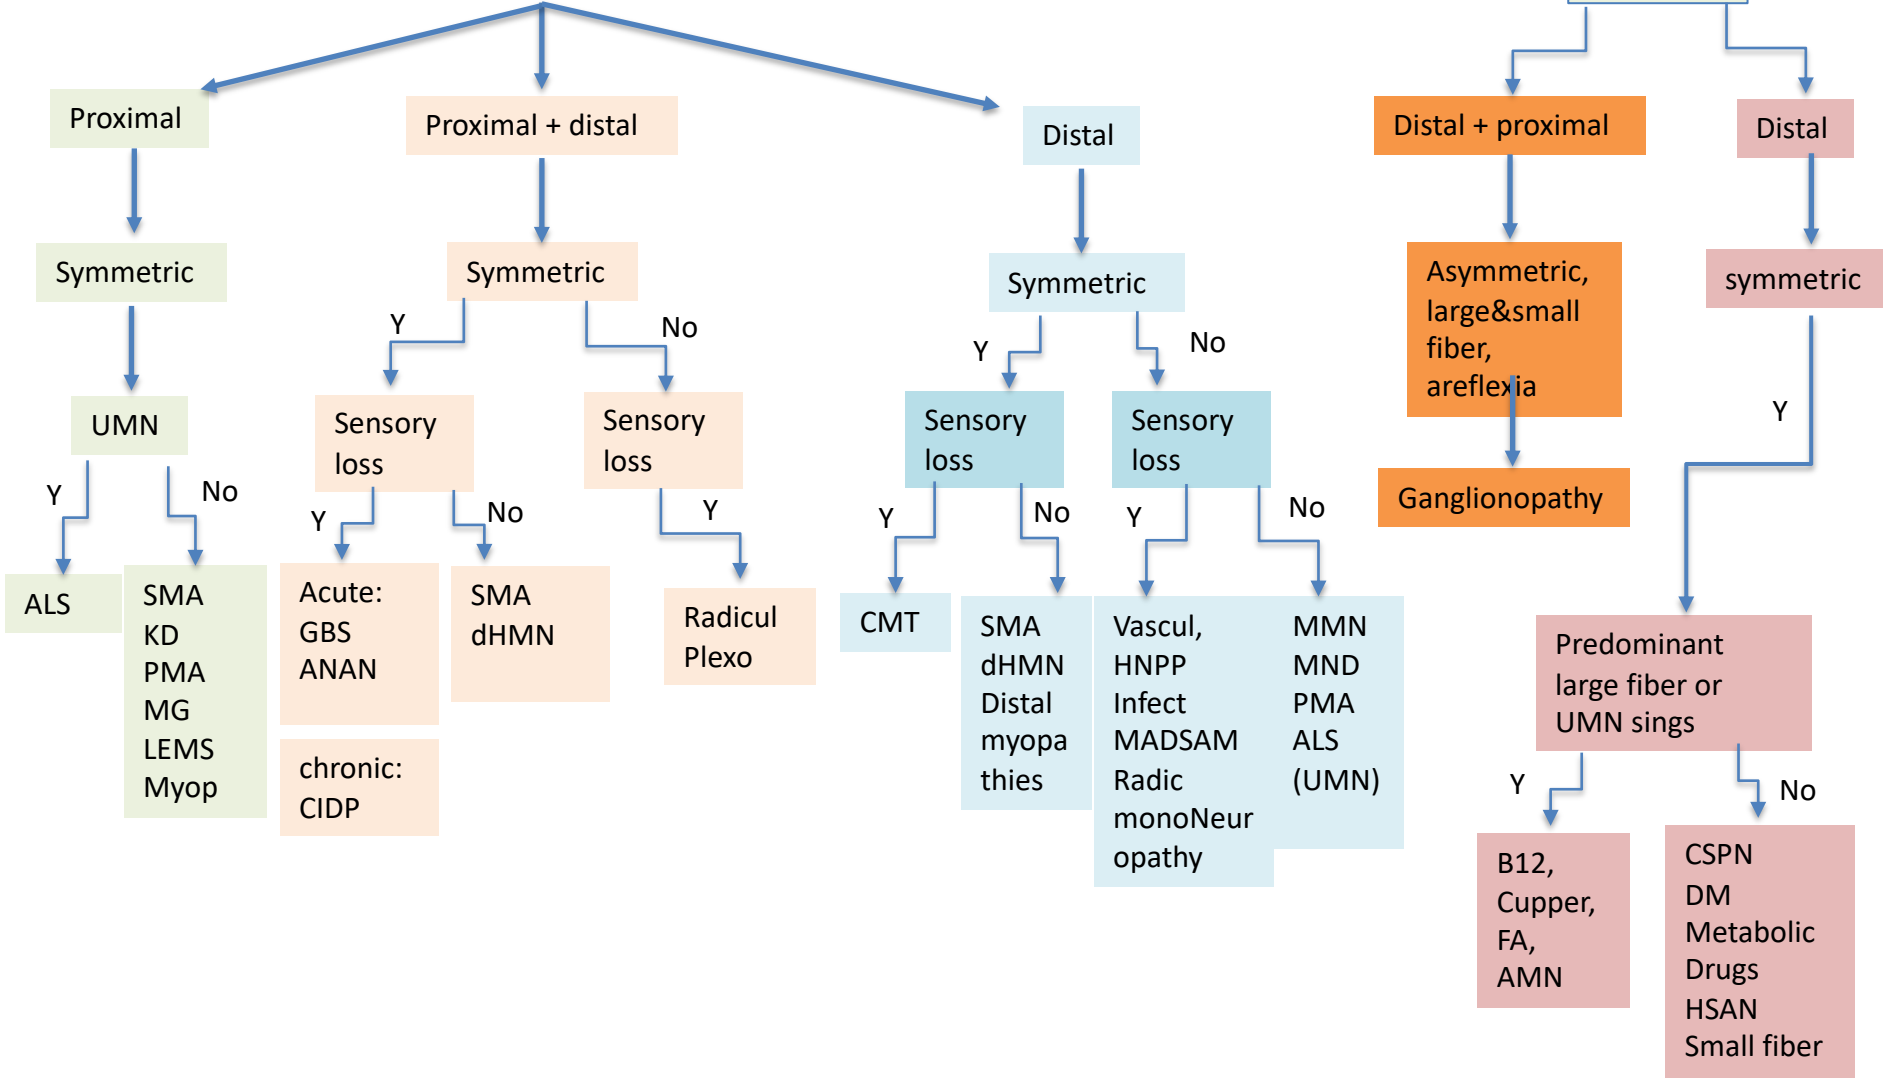 Proximal
Proximal + distal
Distal
Distal + proximal
Distal
Symmetric
Symmetric
Symmetric
Asymmetric,
large&small
fiber,
areflexia
symmetric
Y
No
Y
No
Y
UMN
Sensory
loss
Sensory
loss
Sensory
loss
Sensory
loss
Ganglionopathy
Y
No
Y
No
Y
Y
No
Y
No
ALS
SMA
KD
PMA
MG
LEMS
Myop
Acute:
GBS
ANAN
chronic:
CIDP
SMA
dHMN
Radicul
Plexo
CMT
SMA
dHMN
Distal
myopa
thies
Vascul,
HNPP
Infect
MADSAM
Radic
monoNeur
opathy
MMN
MND
PMA
ALS
(UMN)
Predominant
large fiber or
UMN sings
Y
No
B12,
Cupper,
FA,
AMN
CSPN
DM
Metabolic
Drugs
HSAN
Small fiber